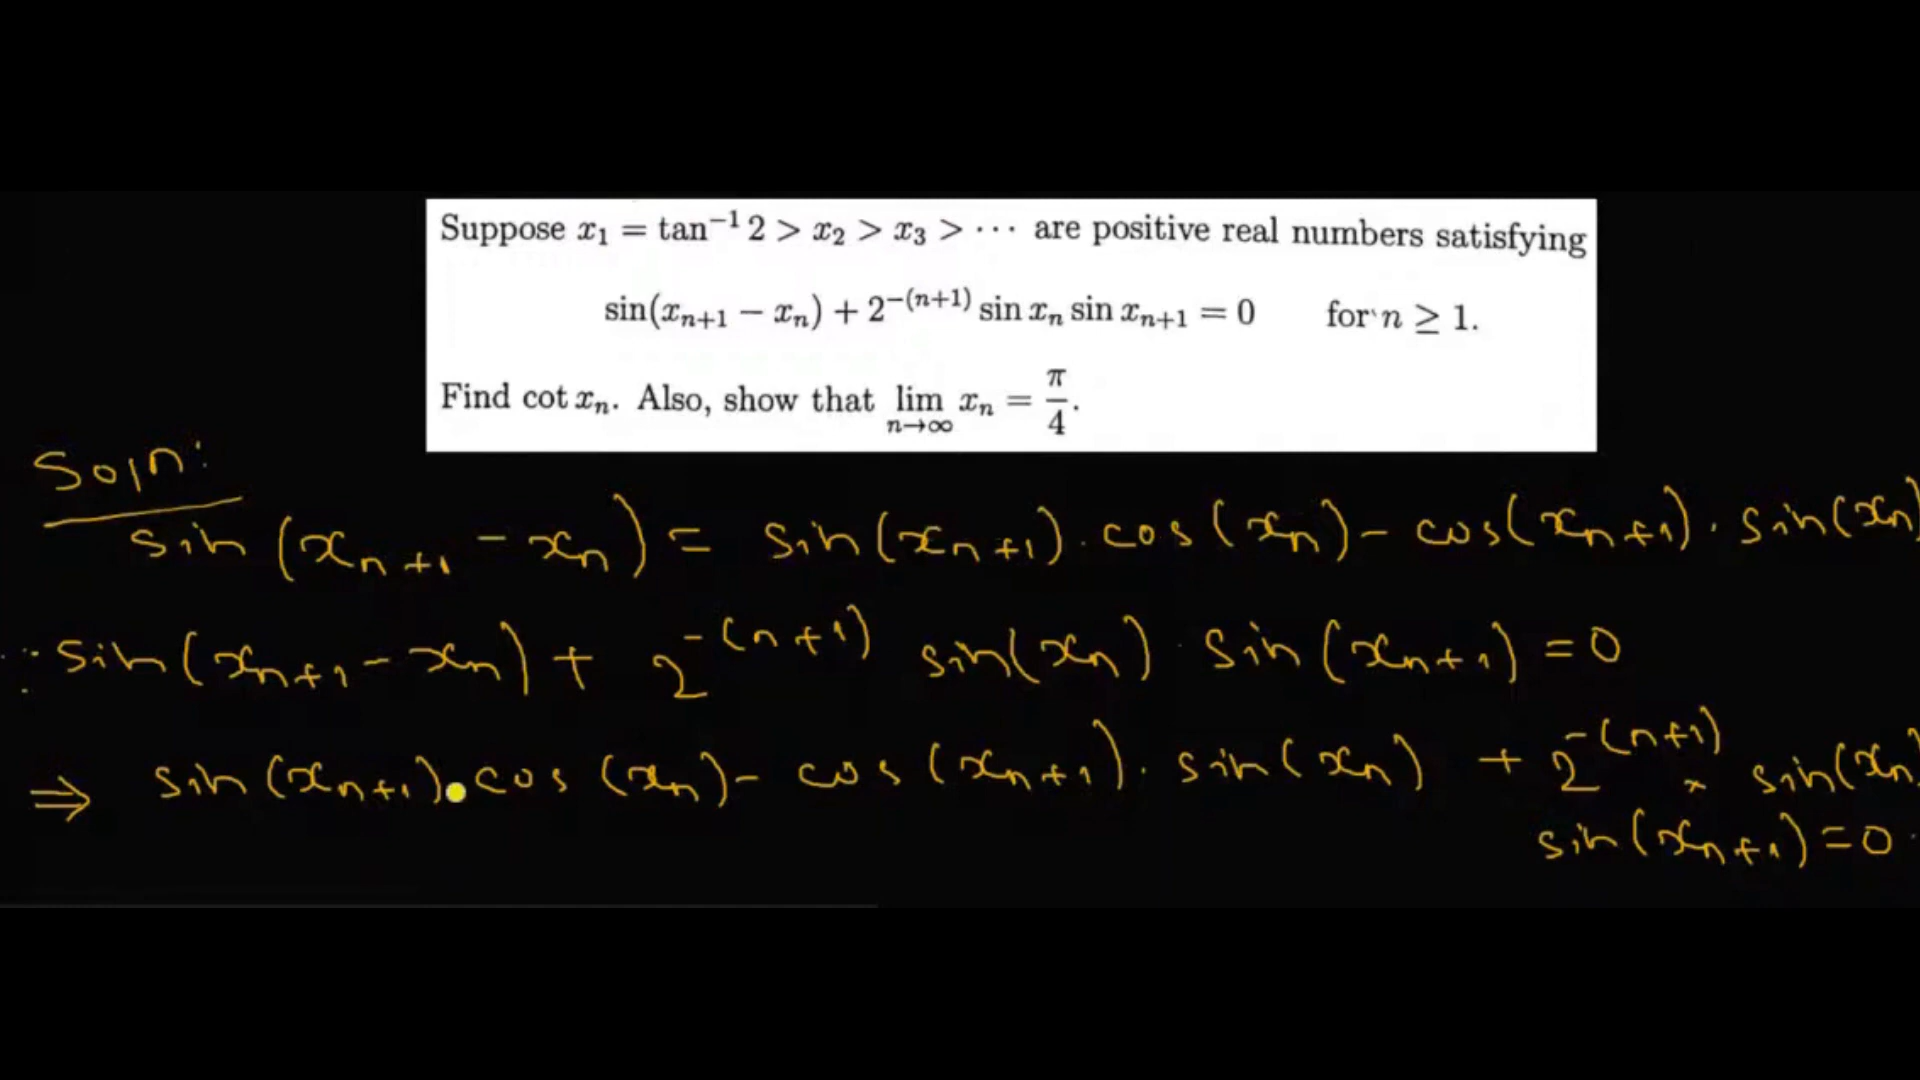 Suppose x₁ = tan⁻¹ 2 > x₂ > x₃ > ··· are positive real numbers satisfying
sin(xₙ₊₁ − xₙ) + 2^{−(n+1)} sin xₙ sin xₙ₊₁ = 0 for n ≥ 1.
Find cot xₙ. Also, show that lim_{n→∞} xₙ = π/4.
Soln:
sin(xₙ₊₁ − xₙ) = sin(xₙ₊₁) · cos(xₙ) − cos(xₙ₊₁) · sin(xₙ)
∵ sin(xₙ₊₁ − xₙ) + 2^{−(n+1)} sin(xₙ) · sin(xₙ₊₁) = 0
⇒ sin(xₙ₊₁) · cos(xₙ) − cos(xₙ₊₁) · sin(xₙ) + 2^{−(n+1)} × sin(xₙ)
sin(xₙ₊₁) = 0 ·